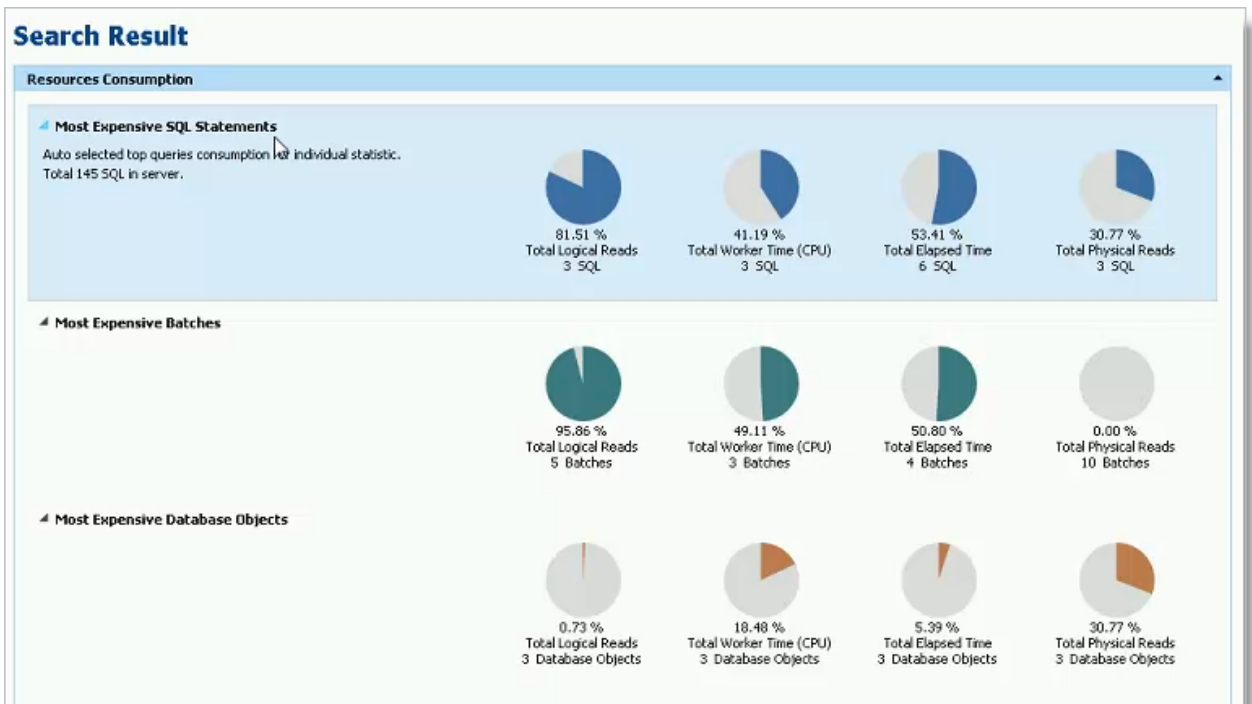 Search Result
Resources Consumption
Most Expensive SQL Statements
Auto selected top queries consumption for individual statistic.
Total 145 SQL in server.
81.51 %
Total Logical Reads
3 SQL
41.19 %
Total Worker Time (CPU)
3 SQL
53.41 %
Total Elapsed Time
6 SQL
30.77 %
Total Physical Reads
3 SQL
Most Expensive Batches
95.86 %
Total Logical Reads
5 Batches
49.11 %
Total Worker Time (CPU)
3 Batches
50.80 %
Total Elapsed Time
4 Batches
0.00 %
Total Physical Reads
10 Batches
Most Expensive Database Objects
0.73 %
Total Logical Reads
3 Database Objects
18.48 %
Total Worker Time (CPU)
3 Database Objects
5.39 %
Total Elapsed Time
3 Database Objects
30.77 %
Total Physical Reads
3 Database Objects